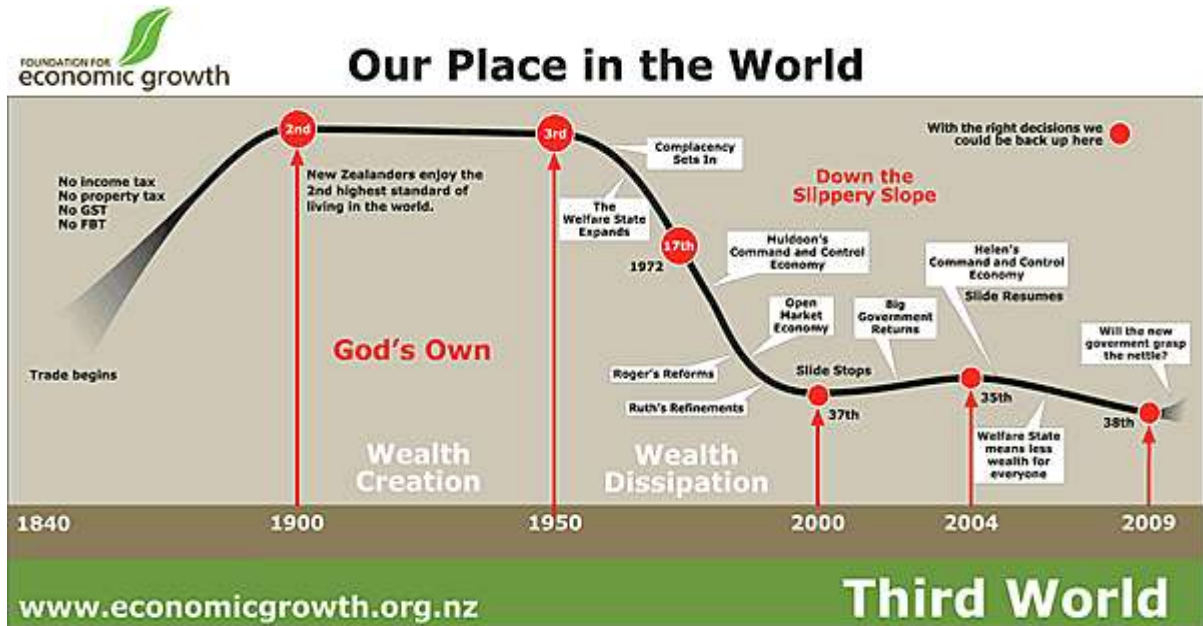 FOUNDATION FOR
economic growth
Our Place in the World
2nd
3rd
With the right decisions we
could be back up here
Complacency
Sets In
No income tax
No property tax
No GST
No FBT
New Zealanders enjoy the
2nd highest standard of
living in the world.
Down the
Slippery Slope
The
Welfare State
Expands
17th
1972
Muldoon's
Command and Control
Economy
Helen's
Command and Control
Economy
Slide Resumes
Open
Market
Economy
Big
Government
Returns
Will the new
goverment grasp
the nettle?
God's Own
Trade begins
Roger's Reforms
Slide Stops
Ruth's Refinements
37th
35th
38th
Welfare State
means less
wealth for
everyone
Wealth
Creation
Wealth
Dissipation
1840
1900
1950
2000
2004
2009
www.economicgrowth.org.nz
Third World